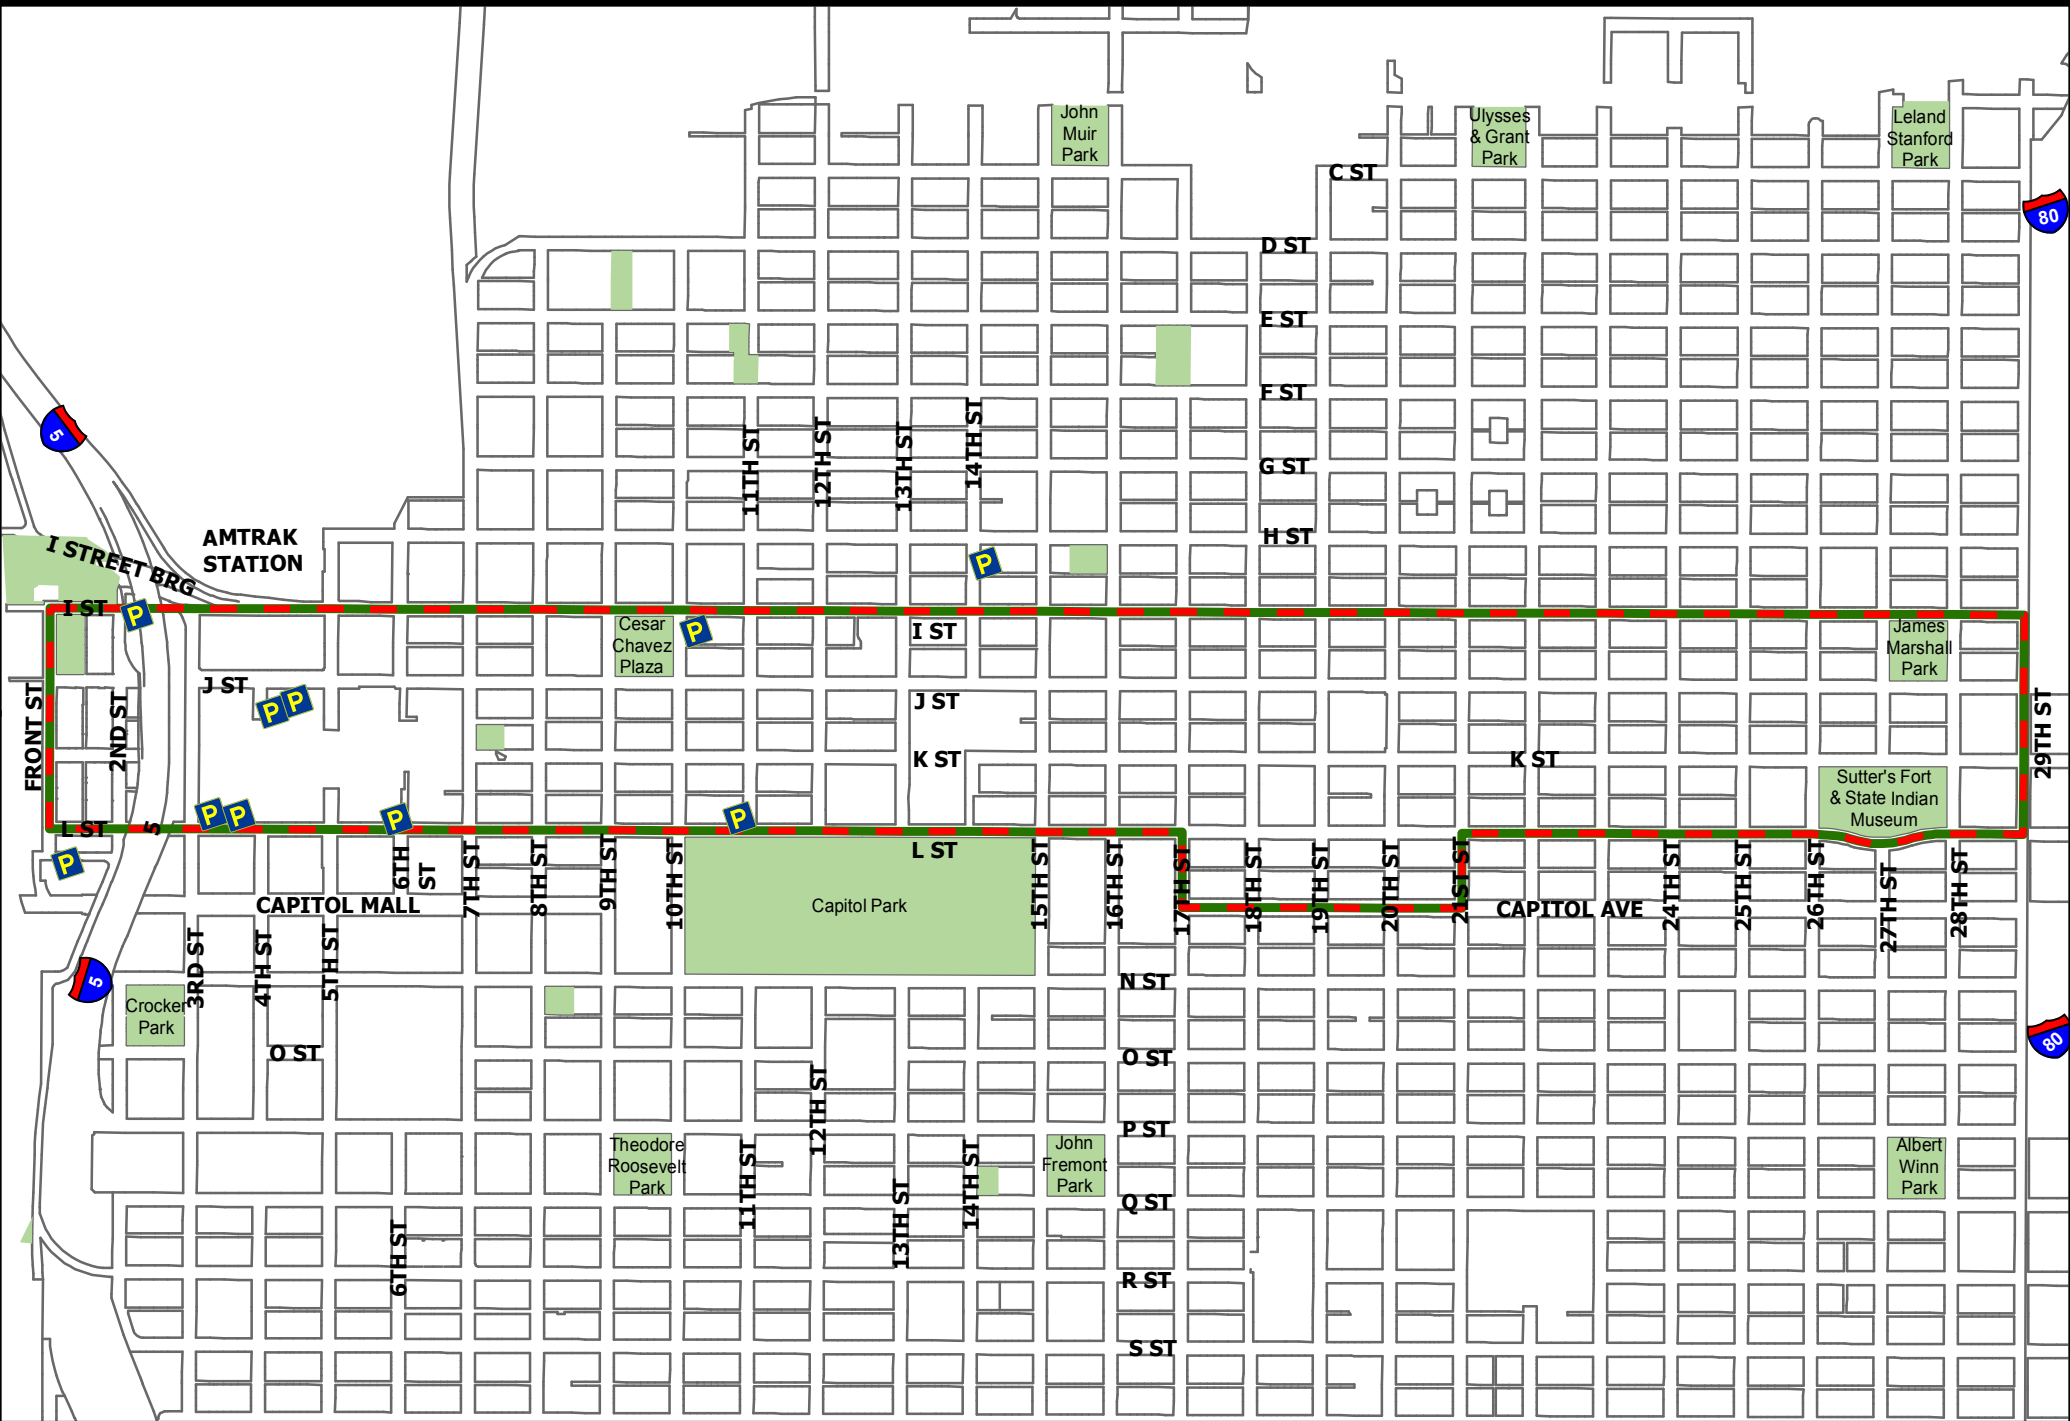 John
Muir
Park
Ulysses
& Grant
Park
Leland
Stanford
Park
C ST
80
D ST
E ST
F ST
5
11TH ST
12TH ST
13TH ST
14TH ST
G ST
H ST
AMTRAK
STATION
I STREET BRG
P
I ST
P
Cesar
Chavez
Plaza
P
I ST
James
Marshall
Park
J ST
P
P
J ST
FRONT ST
2ND ST
K ST
K ST
29TH ST
Sutter's Fort
& State Indian
Museum
L ST
5
P
P
P
P
L ST
P
6TH
ST
7TH ST
8TH ST
9TH ST
10TH ST
15TH ST
16TH ST
17TH ST
18TH ST
19TH ST
20TH ST
21ST ST
24TH ST
25TH ST
26TH ST
27TH ST
28TH ST
CAPITOL MALL
Capitol Park
CAPITOL AVE
3RD ST
4TH ST
5TH ST
5
N ST
Crocker
Park
80
O ST
O ST
12TH ST
P ST
Theodore
Roosevelt
Park
11TH ST
14TH ST
John
Fremont
Park
Albert
Winn
Park
Q ST
13TH ST
6TH ST
R ST
S ST